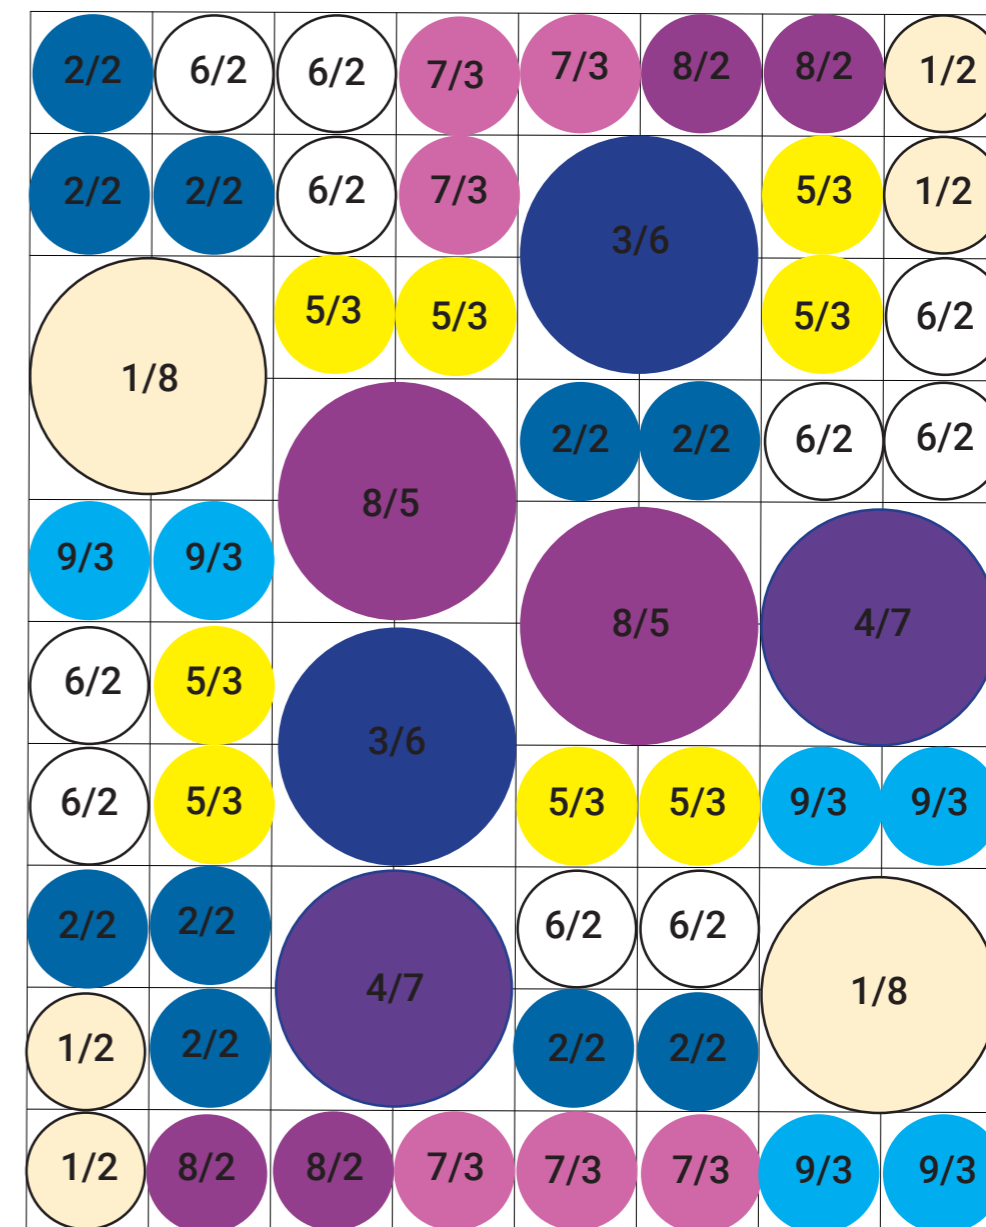 2/2 6/2 6/2 7/3 7/3 8/2 8/2 1/2
2/2 2/2 6/2 7/3 3/6 5/3 1/2
1/8 5/3 5/3 5/3 6/2
8/5 2/2 2/2 6/2 6/2
9/3 9/3 8/5 4/7
6/2 5/3 3/6
6/2 5/3 5/3 5/3 9/3 9/3
2/2 2/2 4/7 6/2 6/2 1/8
1/2 2/2 2/2 2/2
1/2 8/2 8/2 7/3 7/3 7/3 9/3 9/3